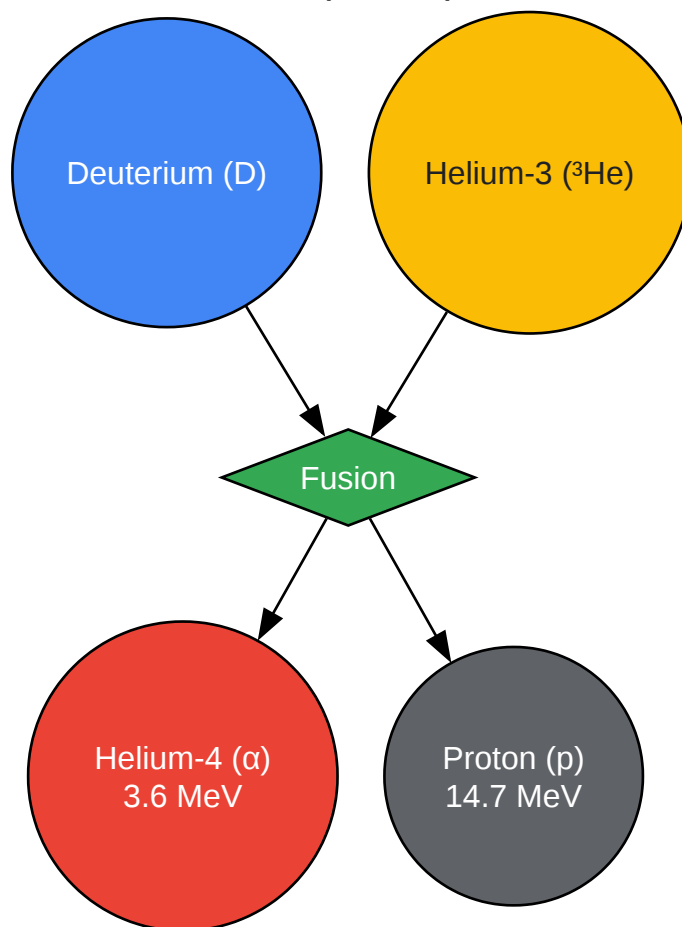 Deuterium (D)
Helium-3 (³He)
Fusion
Helium-4 (α)
3.6 MeV
Proton (p)
14.7 MeV